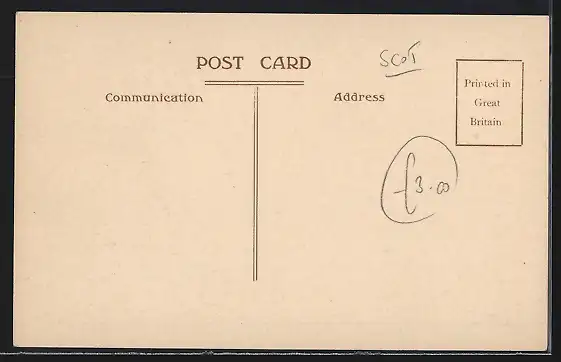 POST CARD
SCOT
Communication
Address
Printed in
Great
Britain
£3.00